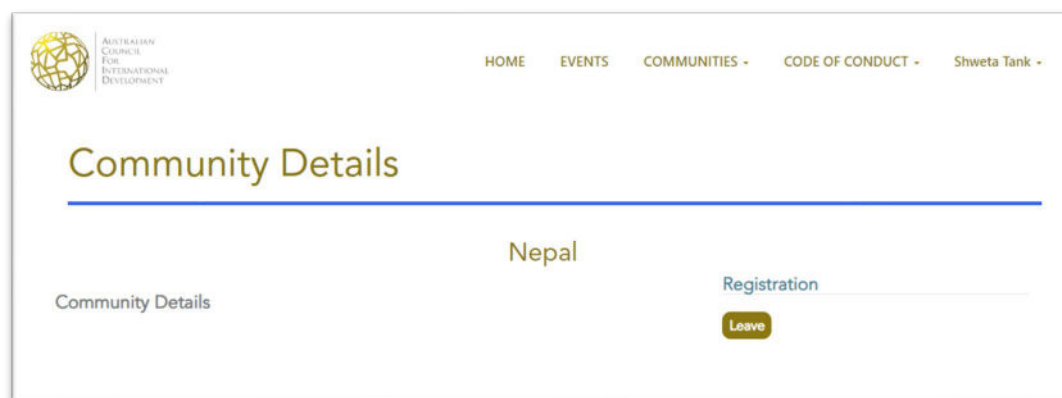 AUSTRALIAN
COUNCIL
FOR
INTERNATIONAL
DEVELOPMENT
HOME EVENTS COMMUNITIES CODE OF CONDUCT Shweta Tank
Community Details
Nepal
Registration
Community Details
Leave